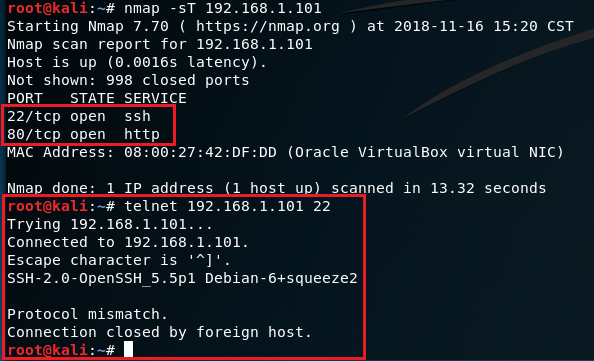 root@kali:~# nmap -sT 192.168.1.101
Starting Nmap 7.70 ( https://nmap.org ) at 2018-11-16 15:20 CST
Nmap scan report for 192.168.1.101
Host is up (0.0016s latency).
Not shown: 998 closed ports
PORT   STATE SERVICE
22/tcp open  ssh
80/tcp open  http
MAC Address: 08:00:27:42:DF:DD (Oracle VirtualBox virtual NIC)

Nmap done: 1 IP address (1 host up) scanned in 13.32 seconds
root@kali:~# telnet 192.168.1.101 22
Trying 192.168.1.101...
Connected to 192.168.1.101.
Escape character is '^]'.
SSH-2.0-OpenSSH_5.5p1 Debian-6+squeeze2

Protocol mismatch.
Connection closed by foreign host.
root@kali:~#